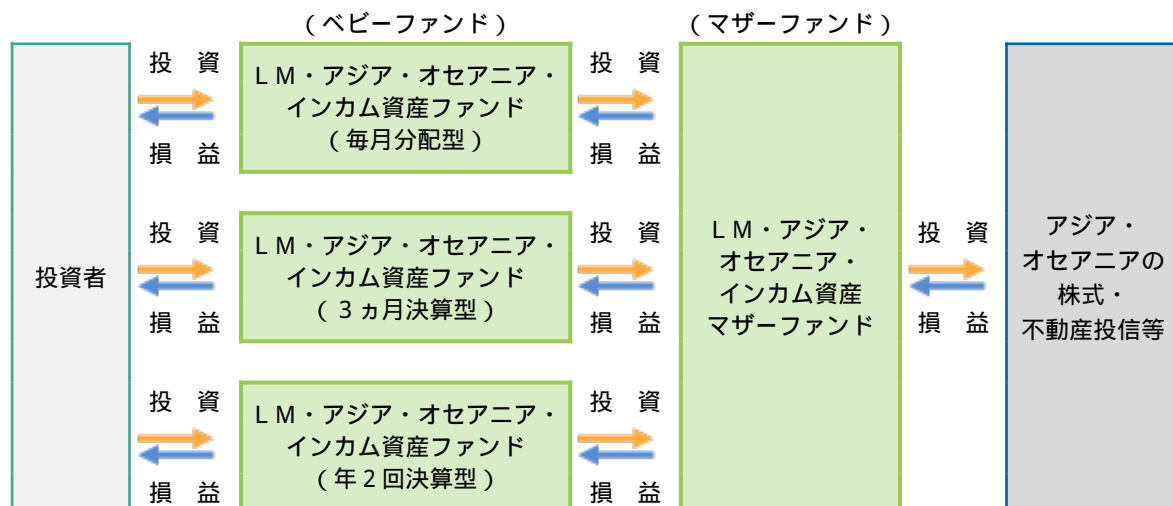 （ベビーファンド）
（マザーファンド）
投資者
投　資
損　益
ＬＭ・アジア・オセアニア・
インカム資産ファンド
（毎月分配型）
投　資
損　益
投　資
損　益
ＬＭ・アジア・オセアニア・
インカム資産ファンド
（３ヵ月決算型）
投　資
損　益
投　資
損　益
ＬＭ・アジア・オセアニア・
インカム資産ファンド
（年２回決算型）
投　資
損　益
ＬＭ・アジア・
オセアニア・
インカム資産
マザーファンド
投　資
損　益
アジア・
オセアニアの
株式・
不動産投信等